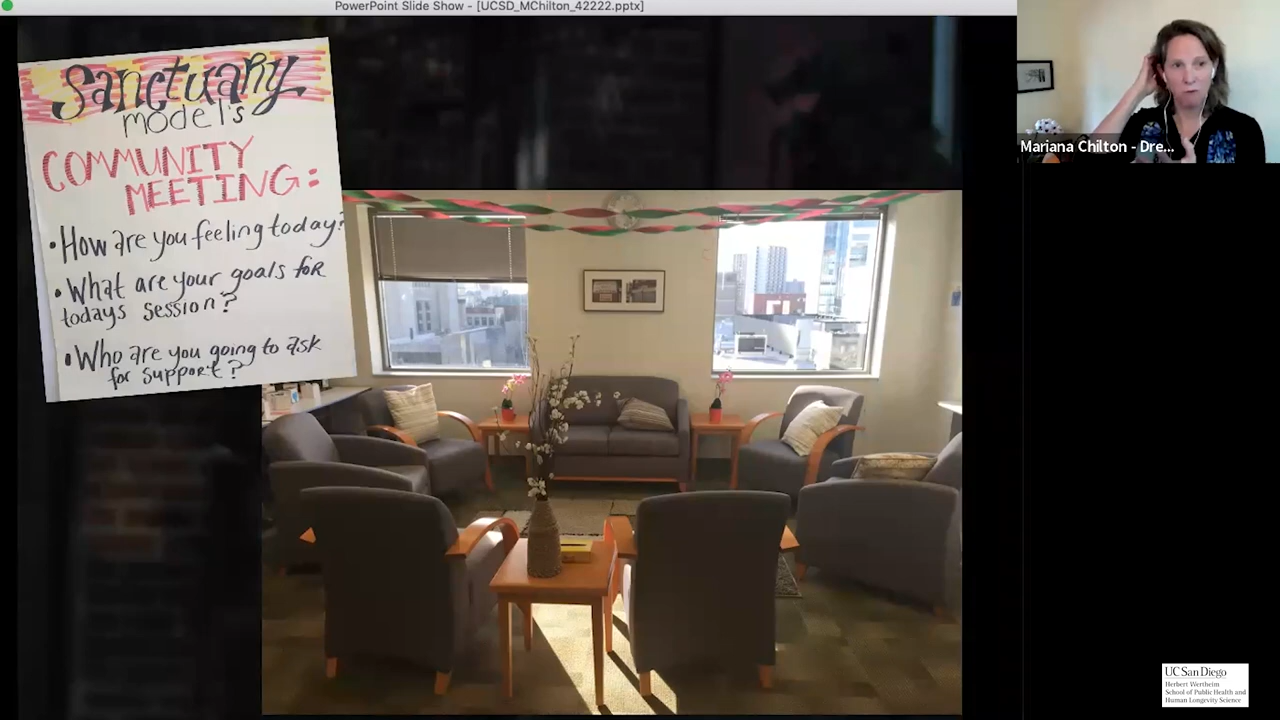 PowerPoint Slide Show - [UCSD_MChilton_42222.pptx]
Sanctuary
model's
COMMUNITY
MEETING:
• How are you feeling today?
• What are your goals for
todays session?
• Who are you going to ask
for support?
Mariana Chilton - Dre...
UC San Diego
Herbert Wertheim
School of Public Health and
Human Longevity Science